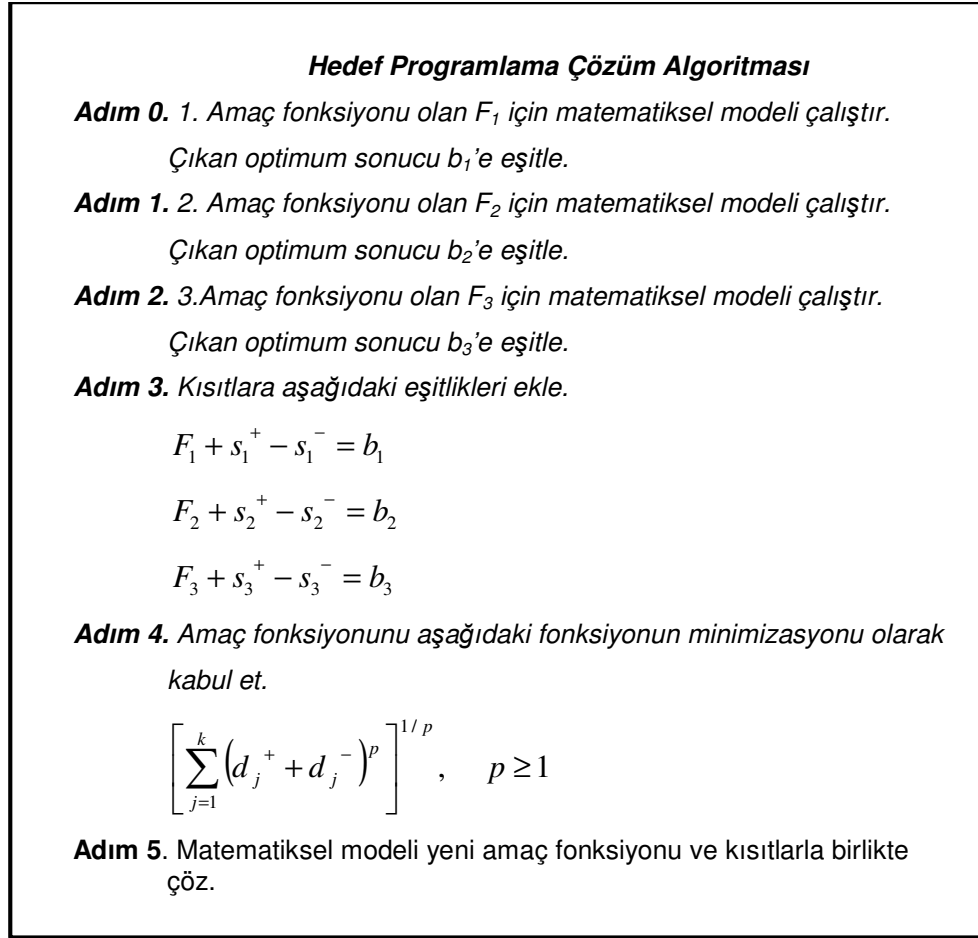 Hedef Programlama Çözüm Algoritması
Adım 0. 1. Amaç fonksiyonu olan F₁ için matematiksel modeli çalıştır.
Çıkan optimum sonucu b₁'e eşitle.
Adım 1. 2. Amaç fonksiyonu olan F₂ için matematiksel modeli çalıştır.
Çıkan optimum sonucu b₂'e eşitle.
Adım 2. 3.Amaç fonksiyonu olan F₃ için matematiksel modeli çalıştır.
Çıkan optimum sonucu b₃'e eşitle.
Adım 3. Kısıtlara aşağıdaki eşitlikleri ekle.
F₁ + s₁⁺ − s₁⁻ = b₁
F₂ + s₂⁺ − s₂⁻ = b₂
F₃ + s₃⁺ − s₃⁻ = b₃
Adım 4. Amaç fonksiyonunu aşağıdaki fonksiyonun minimizasyonu olarak
kabul et.
[∑_{j=1}^{k} (d_j⁺ + d_j⁻)^p]^{1/p}, p ≥ 1
Adım 5. Matematiksel modeli yeni amaç fonksiyonu ve kısıtlarla birlikte
çöz.